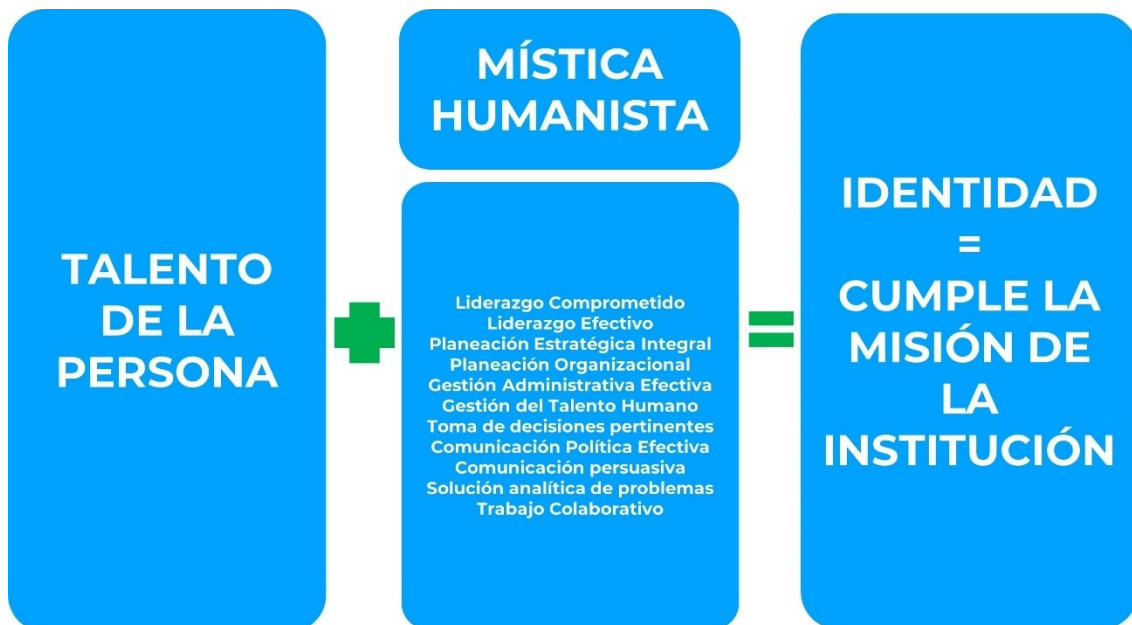 TALENTO
DE LA
PERSONA
+
MÍSTICA
HUMANISTA
Liderazgo Comprometido
Liderazgo Efectivo
Planeación Estratégica Integral
Planeación Organizacional
Gestión Administrativa Efectiva
Gestión del Talento Humano
Toma de decisiones pertinentes
Comunicación Política Efectiva
Comunicación persuasiva
Solución analítica de problemas
Trabajo Colaborativo
=
IDENTIDAD
=
CUMPLE LA
MISIÓN DE
LA
INSTITUCIÓN